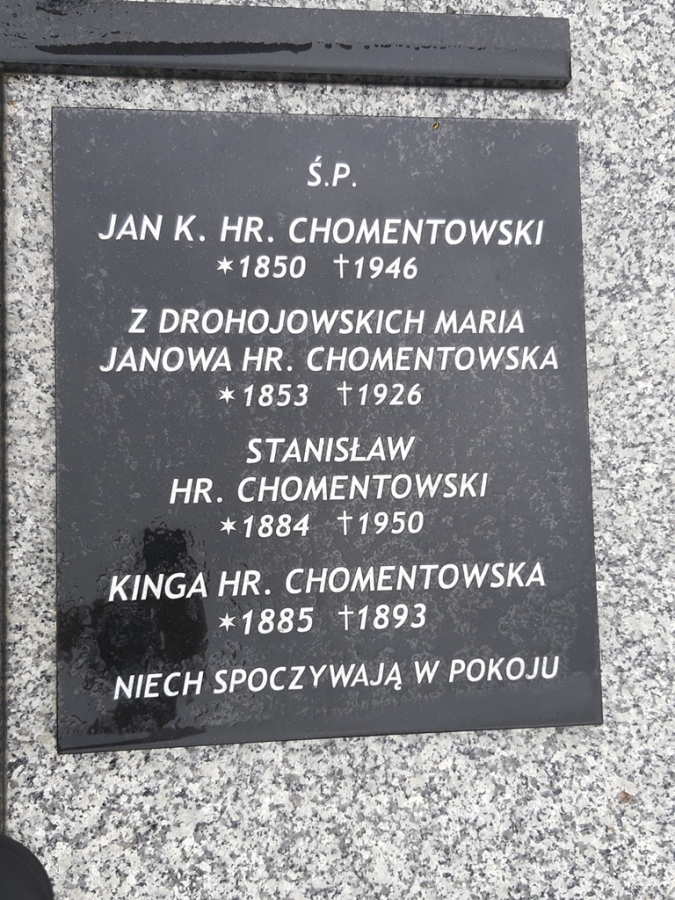 Ś.P.
JAN K. HR. CHOMENTOWSKI
✶1850 †1946
Z DROHOJOWSKICH MARIA
JANOWA HR. CHOMENTOWSKA
✶1853 †1926
STANISŁAW
HR. CHOMENTOWSKI
✶1884 †1950
KINGA HR. CHOMENTOWSKA
✶1885 †1893
NIECH SPOCZYWAJĄ W POKOJU